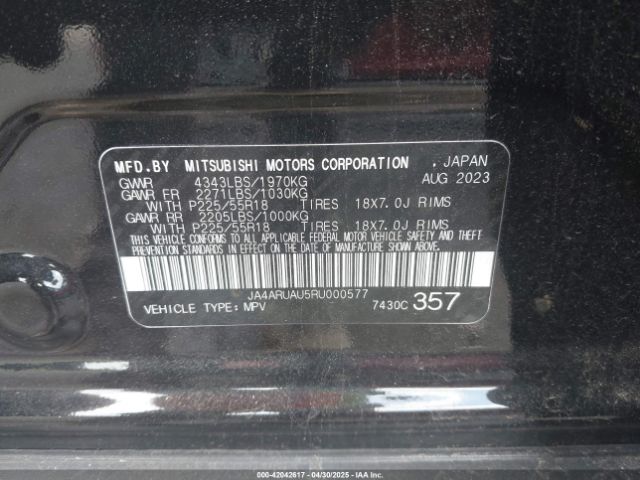 MFD.BY MITSUBISHI MOTORS CORPORATION . JAPAN
GWWR 4343LBS/1970KG AUG 2023
GAWR FR 2271LBS/1030KG
WITH P225/55R18 TIRES 18X7.0J RIMS
GAWR RR 2205LBS/1000KG
WITH P225/55R18 TIRES 18X7.0J RIMS
THIS VEHICLE CONFORMS TO ALL APPLICABLE FEDERAL MOTOR VEHICLE SAFETY AND THEFT
PREVENTION STANDARDS IN EFFECT ON THE DATE OF MANUFACTURE SHOWN ABOVE.
JA4ARUAU5RU000577
VEHICLE TYPE: MPV 7430C 357
000-42042617 - 04/30/2025 - IAAI.COM